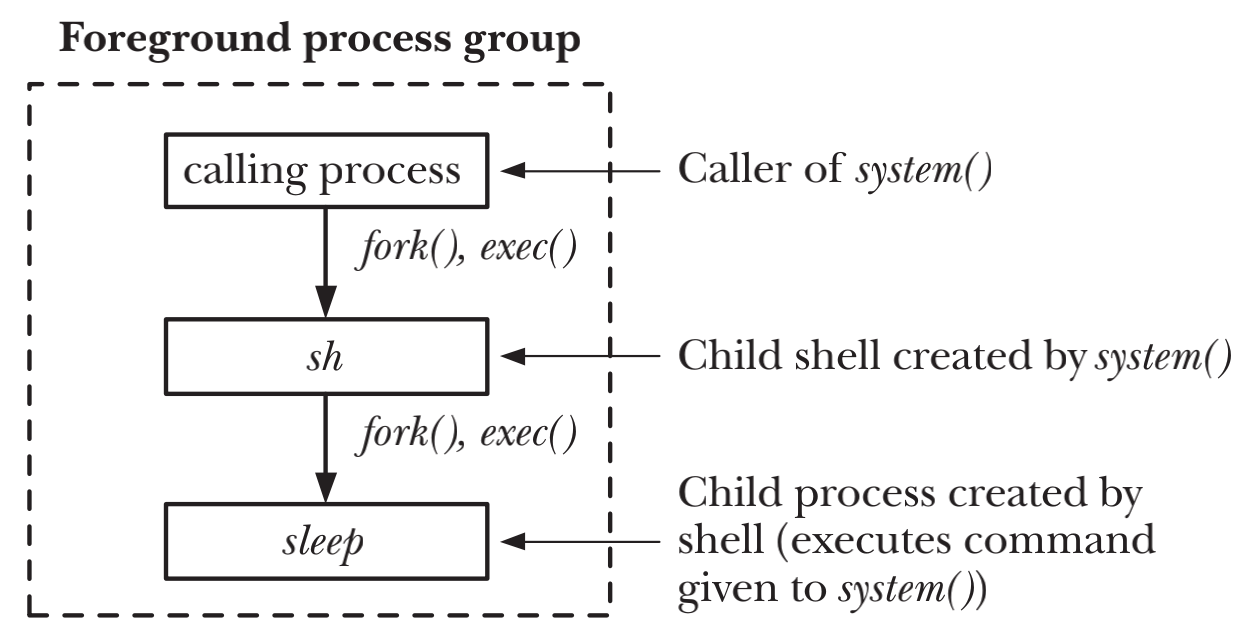 Foreground process group
calling process
Caller of system()
fork(), exec()
sh
Child shell created by system()
fork(), exec()
sleep
Child process created by
shell (executes command
given to system())